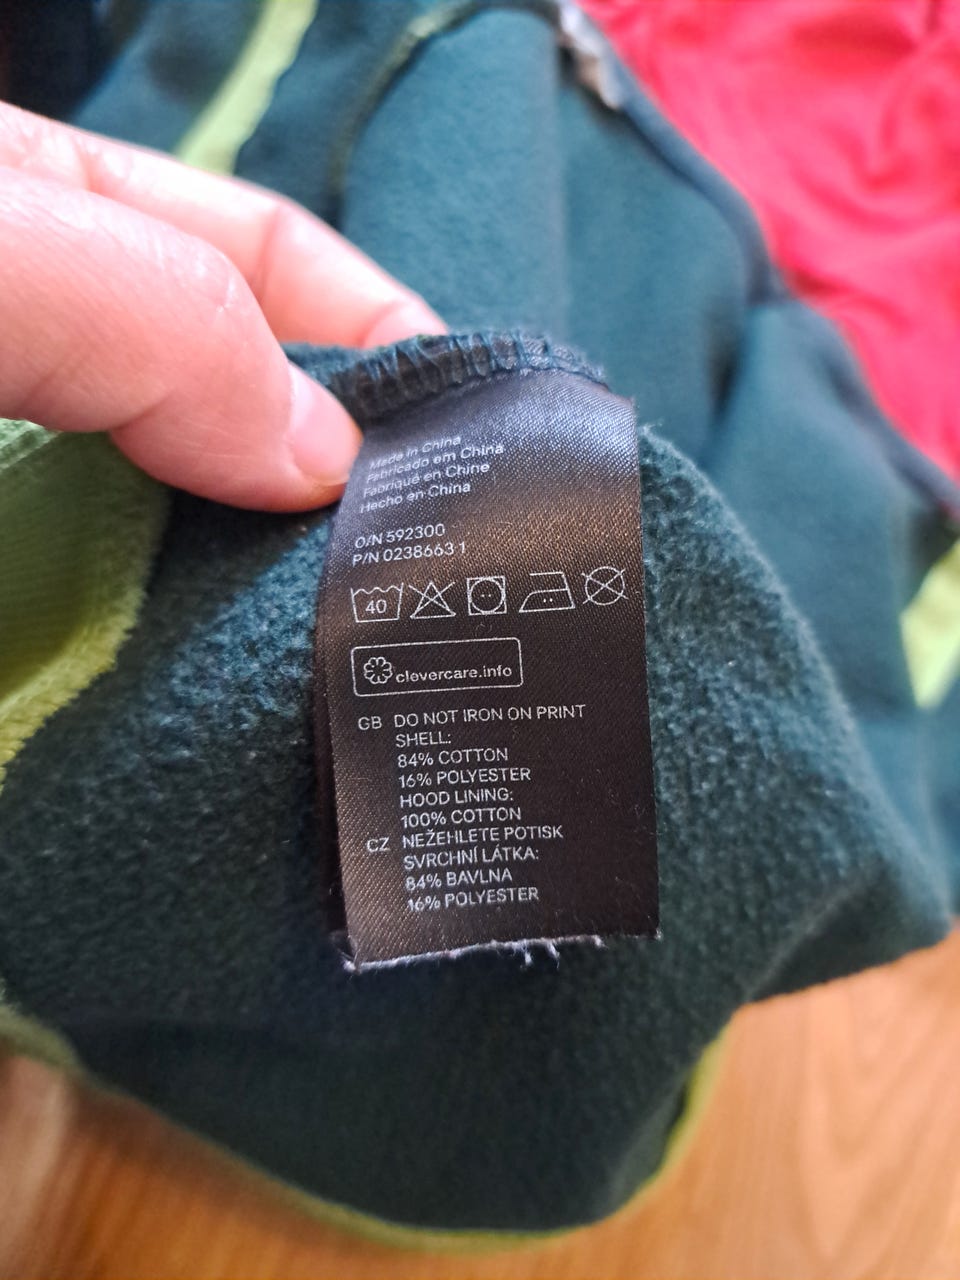 Made in China
Fabricado em China
Fabriqué en Chine
Hecho en China
O/N 592300
P/N 02386631
40
clevercare.info
GB DO NOT IRON ON PRINT
SHELL:
84% COTTON
16% POLYESTER
HOOD LINING:
100% COTTON
CZ NEŽEHLETE POTISK
SVRCHNÍ LÁTKA:
84% BAVLNA
16% POLYESTER